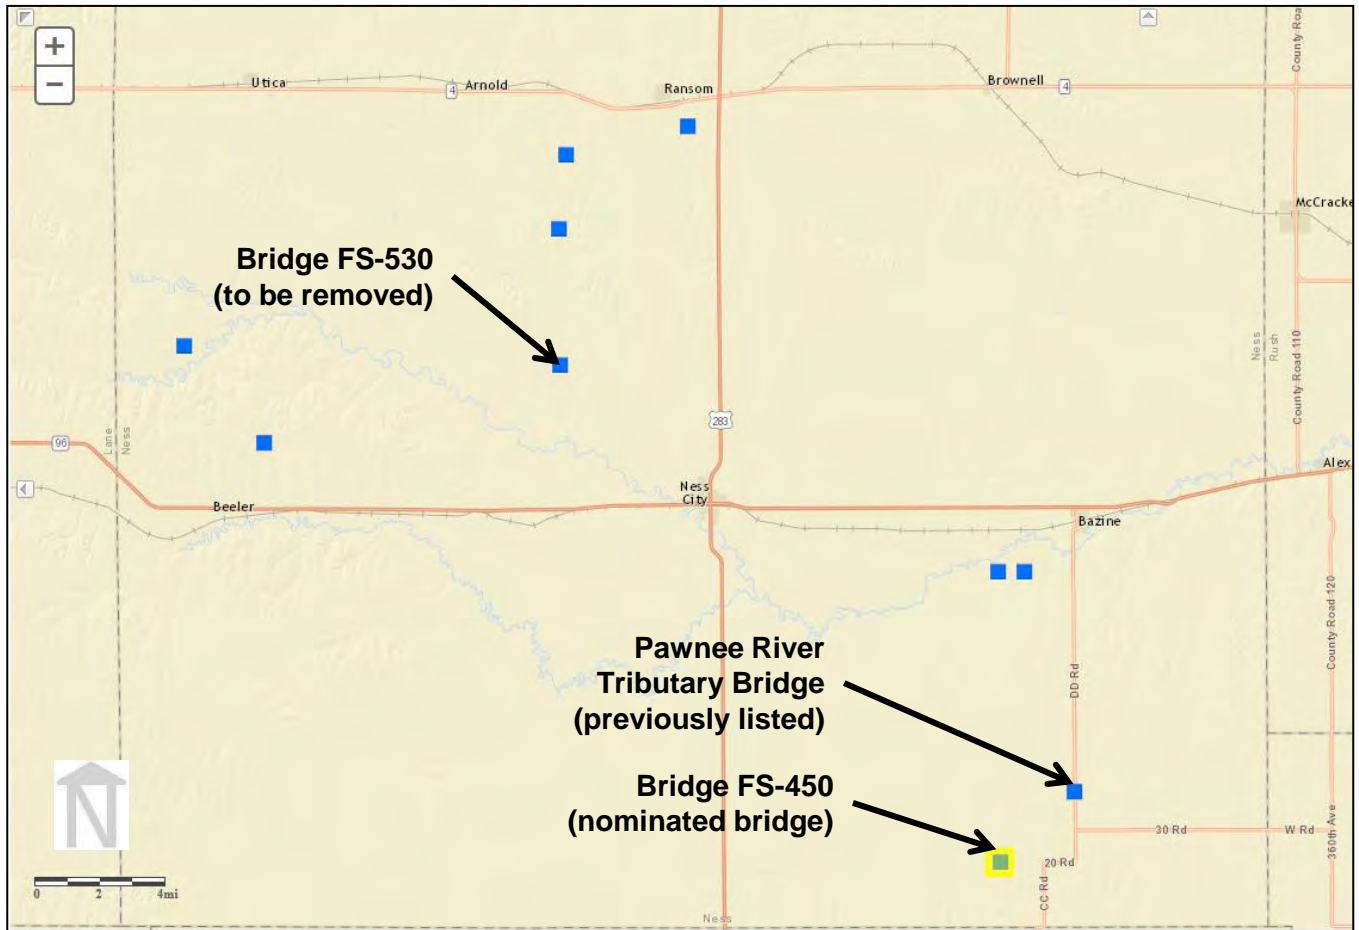 +
−
Utica
4
Arnold
Ransom
Brownell
4
County Roa
McCracke
Bridge FS-530
(to be removed)
Ness
Rush
County Road 110
283
96
Lane
Ness
Alex
Ness
City
Beeler
Bazine
County Road 120
Pawnee River
Tributary Bridge
(previously listed)
DD Rd
Bridge FS-450
(nominated bridge)
30 Rd
W Rd
360th Ave
20 Rd
CC Rd
N
0 2 4mi
Ness